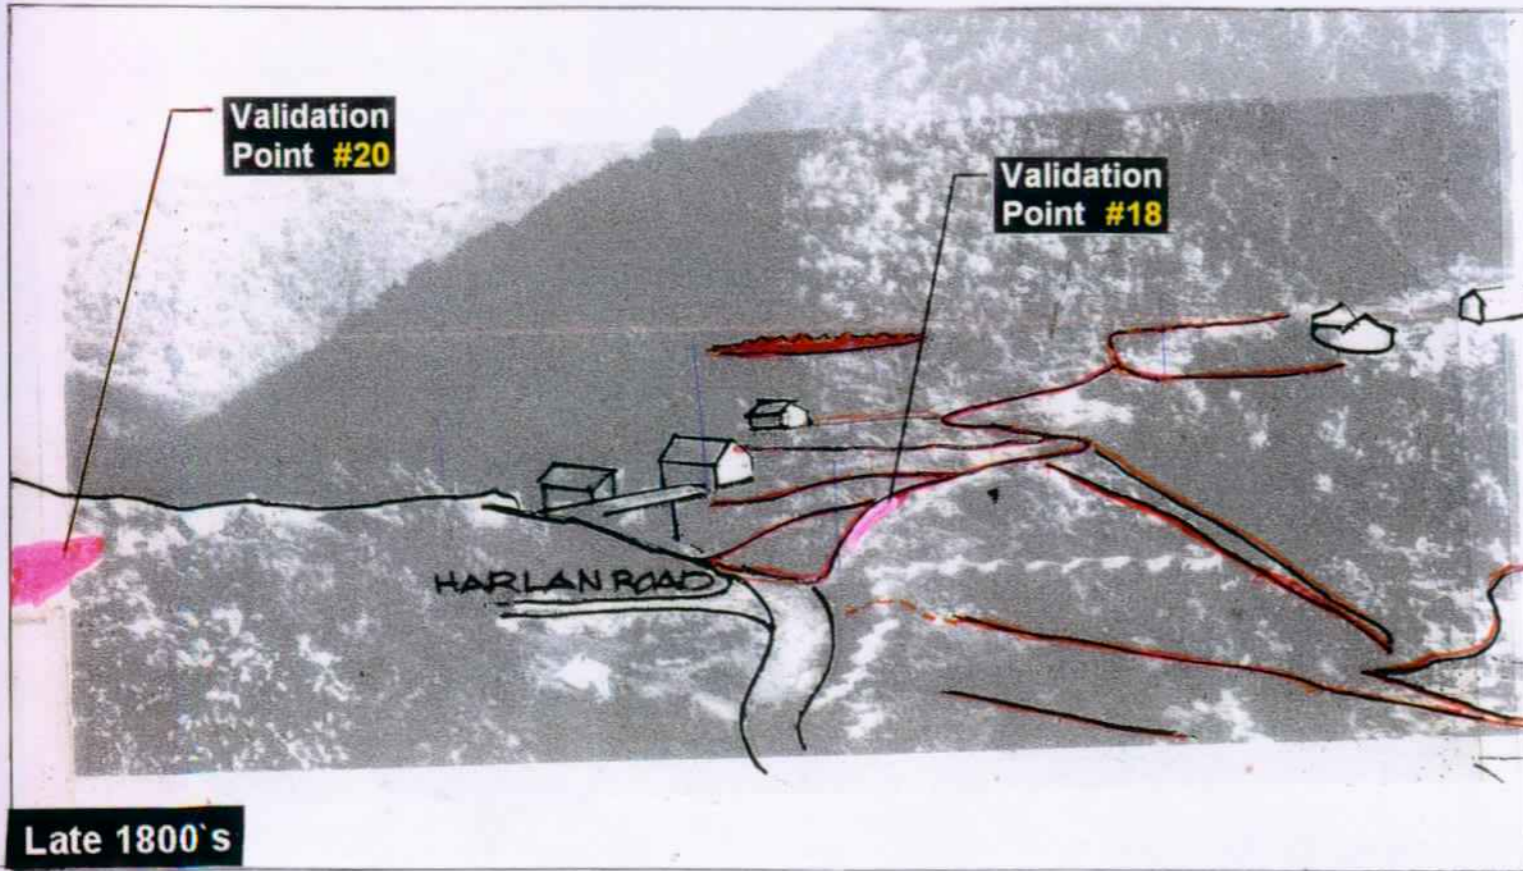 Validation
Point #20
Validation
Point #18
HARLAN ROAD
Late 1800`s